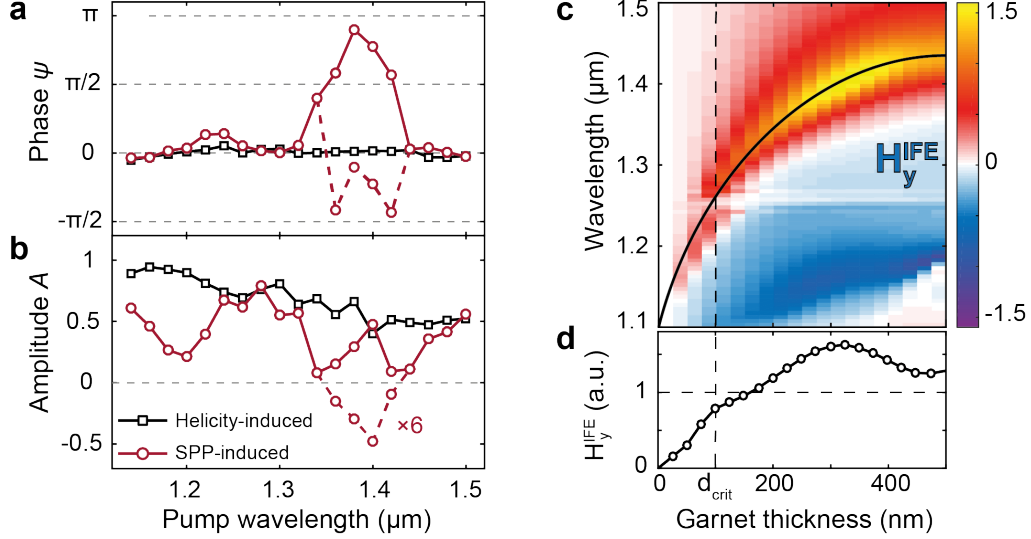 a
π
π/2
0
-π/2
Phase ψ
b
1
0.5
0
-0.5
Amplitude A
Helicity-induced
SPP-induced
×6
1.2
1.3
1.4
1.5
Pump wavelength (μm)
c
1.5
1.4
1.3
1.2
1.1
Wavelength (μm)
H_y^IFE
1.5
0
-1.5
d
1
0
H_y^IFE (a.u.)
0
d_crit
200
400
Garnet thickness (nm)